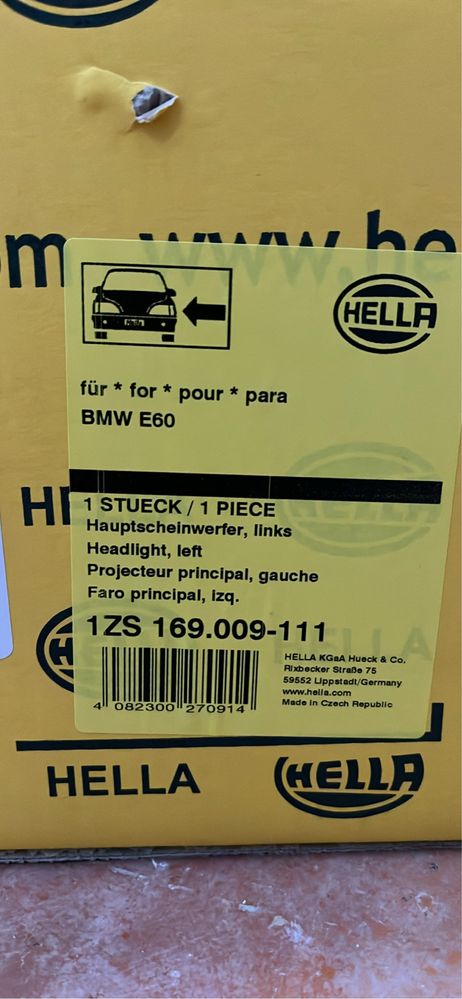 om www.he
HELLA
für * for * pour * para
BMW E60
1 STUECK / 1 PIECE
Hauptscheinwerfer, links
Headlight, left
Projecteur principal, gauche
Faro principal, izq.
1ZS 169.009-111
HELLA KGaA Hueck & Co.
Rixbecker Straße 75
59552 Lippstadt/Germany
www.hella.com
Made in Czech Republic
4 082300 270914
HELLA
HELLA